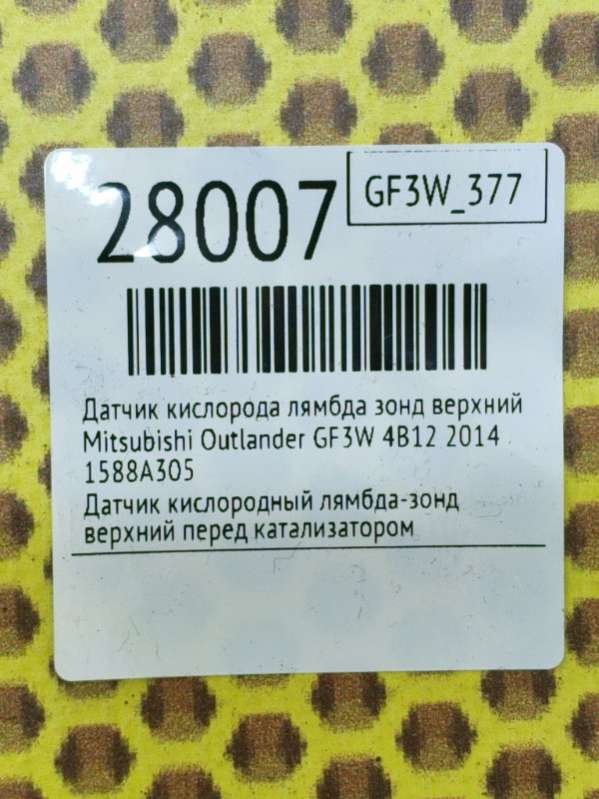 28007
GF3W_377
Датчик кислорода лямбда зонд верхний
Mitsubishi Outlander GF3W 4B12 2014
1588A305
Датчик кислородный лямбда-зонд
верхний перед катализатором